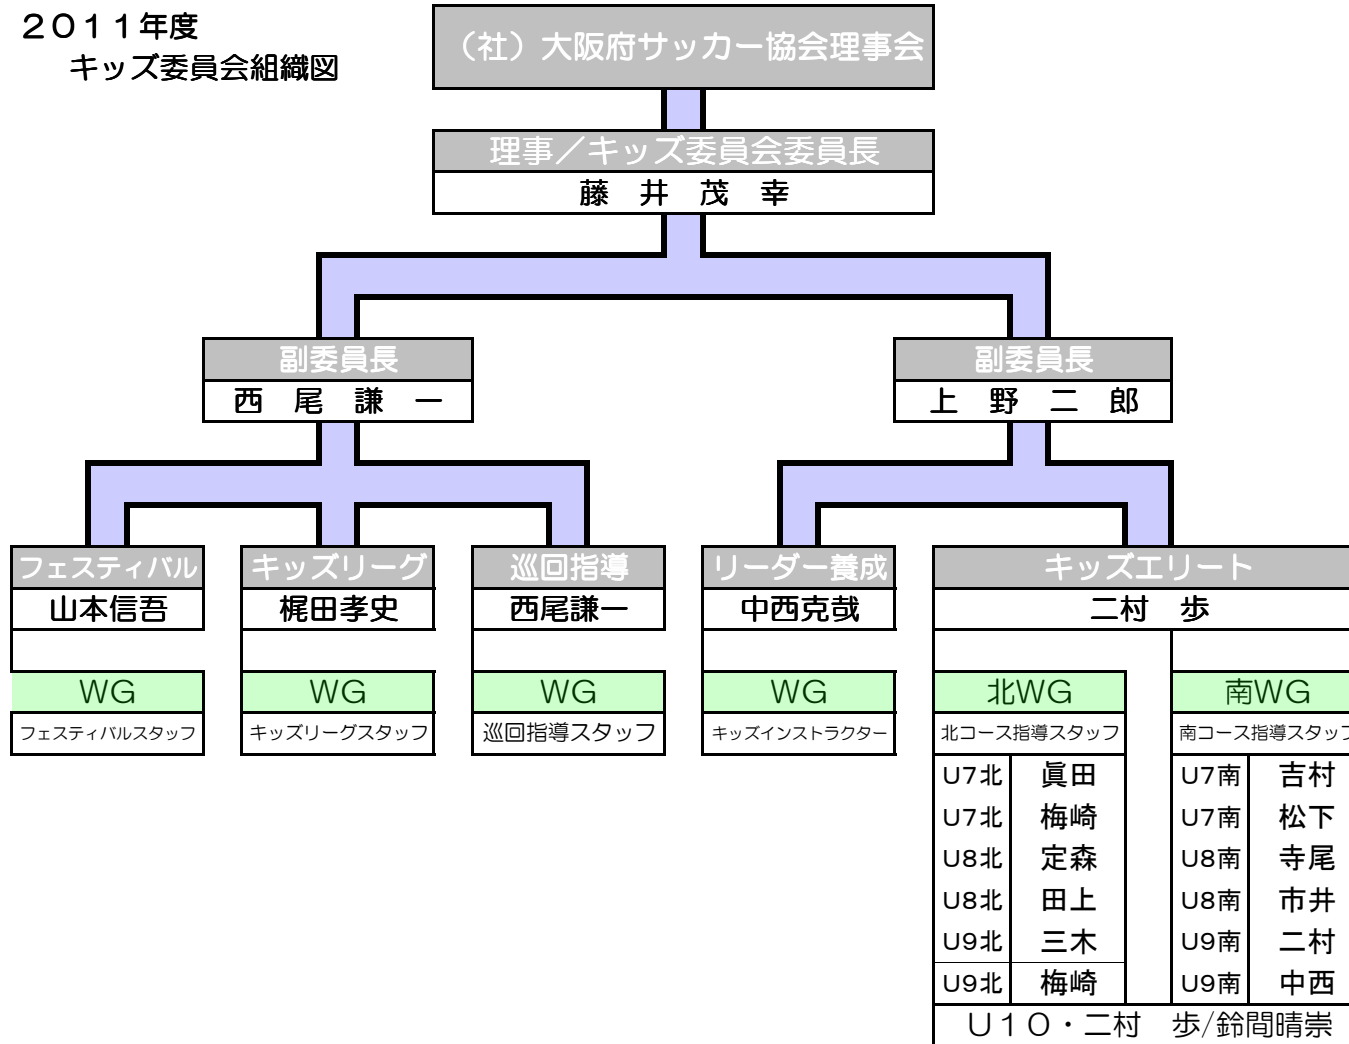 ２０１１年度
キッズ委員会組織図
（社）大阪府サッカー協会理事会
理事／キッズ委員会委員長
藤　井　茂　幸
副委員長
西　尾　謙　一
副委員長
上　野　二　郎
フェスティバル
山本信吾
WG
フェスティバルスタッフ
キッズリーグ
梶田孝史
WG
キッズリーグスタッフ
巡回指導
西尾謙一
WG
巡回指導スタッフ
リーダー養成
中西克哉
WG
キッズインストラクター
キッズエリート
二村　歩
北WG
北コース指導スタッフ
U7北 眞田
U7北 梅崎
U8北 定森
U8北 田上
U9北 三木
U9北 梅崎
南WG
南コース指導スタッフ
U7南 吉村
U7南 松下
U8南 寺尾
U8南 市井
U9南 二村
U9南 中西
Ｕ１０・二村　歩/鈴間晴崇